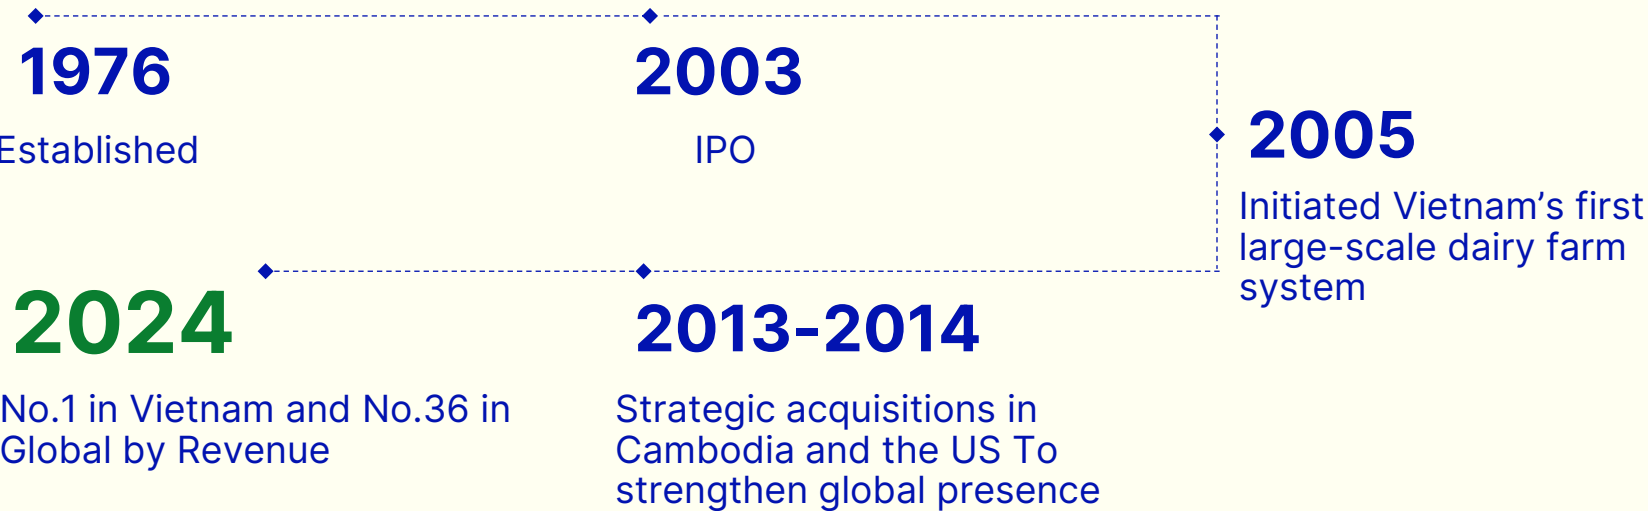 1976
Established
2003
IPO
2005
Initiated Vietnam’s first
large-scale dairy farm
system
2013-2014
Strategic acquisitions in
Cambodia and the US To
strengthen global presence
2024
No.1 in Vietnam and No.36 in
Global by Revenue